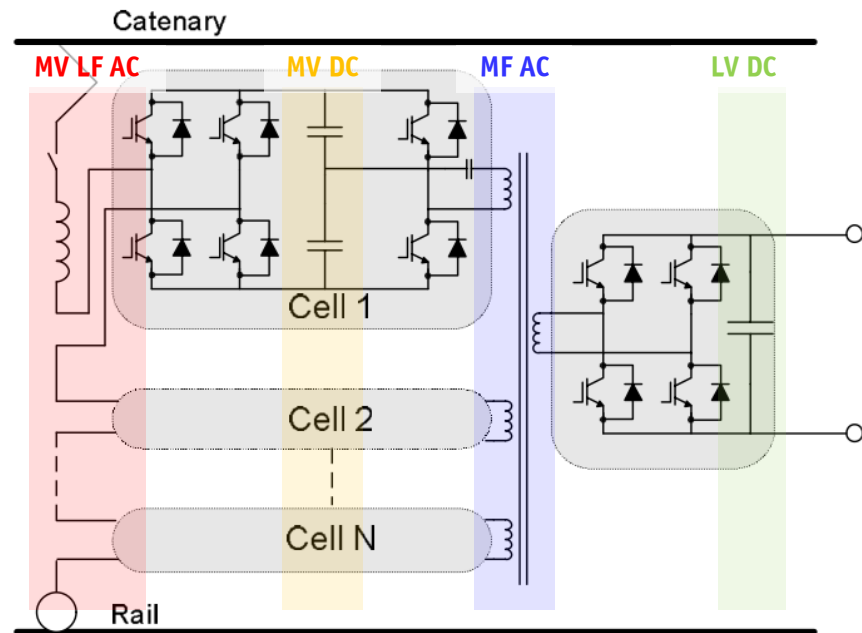 Catenary
MV LF AC
MV DC
MF AC
LV DC
Cell 1
Cell 2
Cell N
Rail